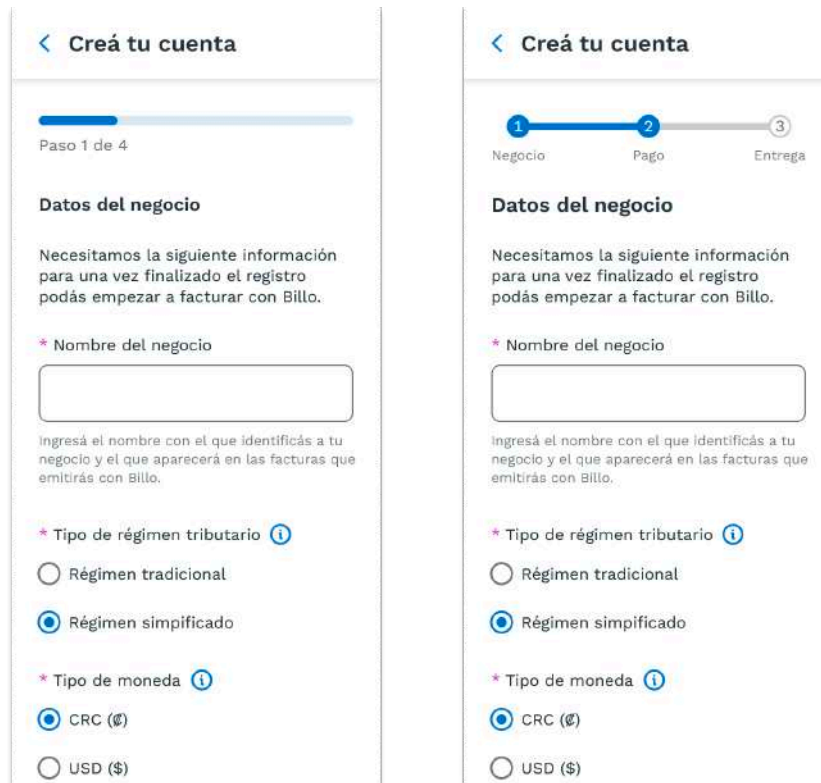 Creá tu cuenta
Paso 1 de 4
Datos del negocio
Necesitamos la siguiente información
para una vez finalizado el registro
podás empezar a facturar con Billo.
* Nombre del negocio
Ingresá el nombre con el que identificás a tu
negocio y el que aparecerá en las facturas que
emitirás con Billo.
* Tipo de régimen tributario
Régimen tradicional
Régimen simpificado
* Tipo de moneda
CRC (₡)
USD ($)
Creá tu cuenta
1 2 3
Negocio Pago Entrega
Datos del negocio
Necesitamos la siguiente información
para una vez finalizado el registro
podás empezar a facturar con Billo.
* Nombre del negocio
Ingresá el nombre con el que identificás a tu
negocio y el que aparecerá en las facturas que
emitirás con Billo.
* Tipo de régimen tributario
Régimen tradicional
Régimen simpificado
* Tipo de moneda
CRC (₡)
USD ($)